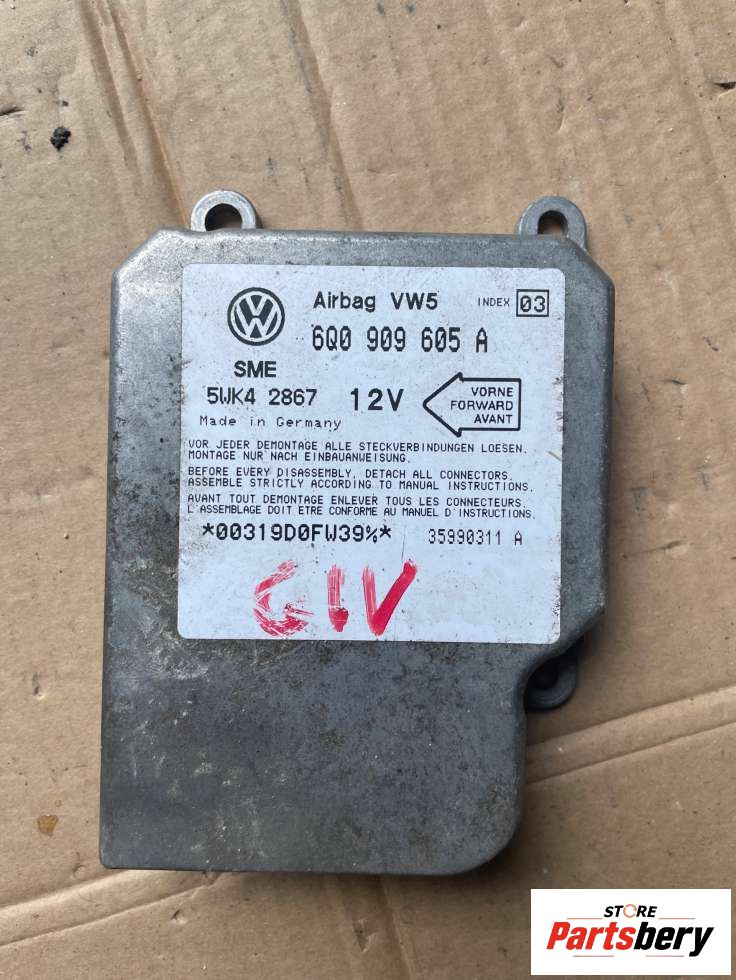 Airbag VW5 INDEX 03
6Q0 909 605 A
SME
5WK4 2867 12V
VORNE
FORWARD
AVANT
Made in Germany
VOR JEDER DEMONTAGE ALLE STECKVERBINDUNGEN LOESEN.
MONTAGE NUR NACH EINBAUANWEISUNG.
BEFORE EVERY DISASSEMBLY, DETACH ALL CONNECTORS.
ASSEMBLE STRICTLY ACCORDING TO MANUAL INSTRUCTIONS.
AVANT TOUT DEMONTAGE ENLEVER TOUS LES CONNECTEURS.
L'ASSEMBLAGE DOIT ETRE CONFORME AU MANUEL D'INSTRUCTIONS.
*00319D0FW39%* 35990311 A
GIV
STORE
Partsbery